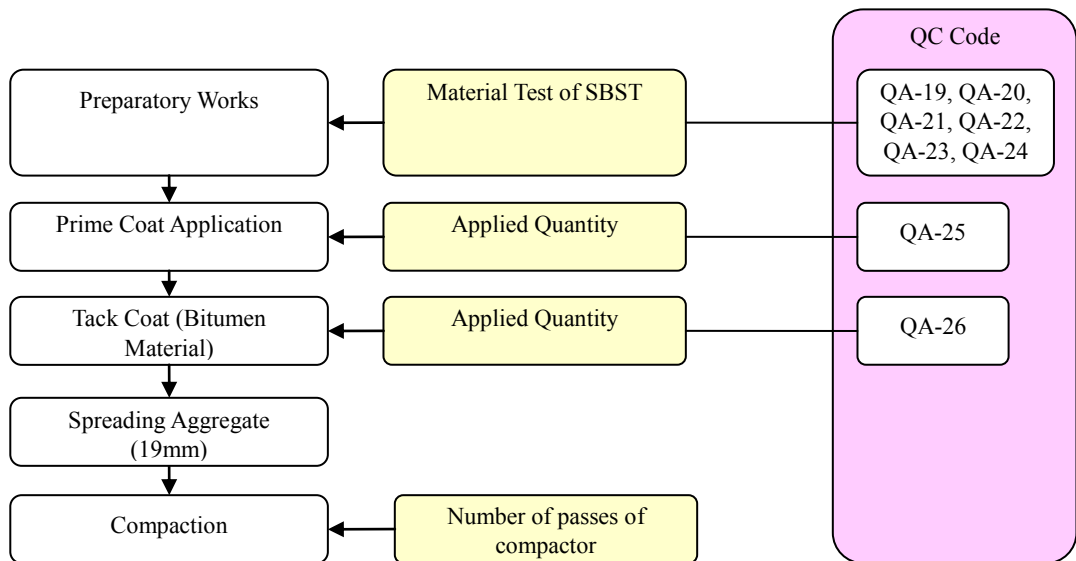 QC Code
Preparatory Works
Material Test of SBST
QA-19, QA-20,
QA-21, QA-22,
QA-23, QA-24
Prime Coat Application
Applied Quantity
QA-25
Tack Coat (Bitumen
Material)
Applied Quantity
QA-26
Spreading Aggregate
(19mm)
Compaction
Number of passes of
compactor